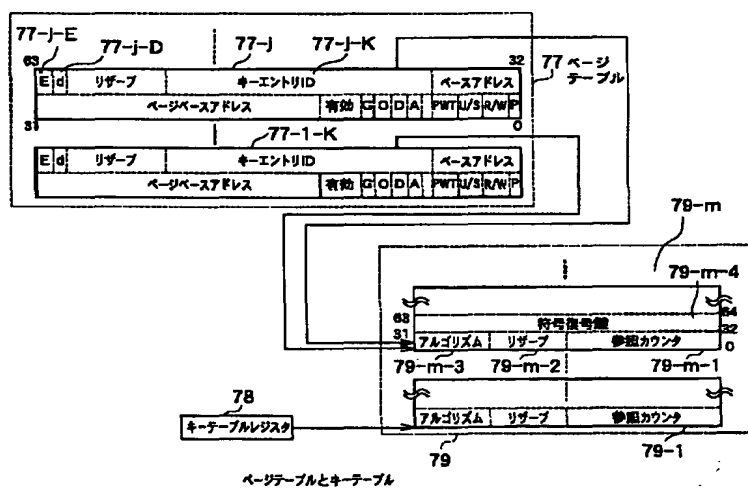 77-j-E
77-j-D
77-j
77-j-K
63
32
77 ページ
テーブル
E d リザーブ キーエントリID ベースアドレス
ページベースアドレス 有効 G O D A PWT U/S R/W P
31
0
77-1-K
E d リザーブ キーエントリID ベースアドレス
ページベースアドレス 有効 G O D A PWT U/S R/W P
79-m
79-m-4
63
64
符号復号鍵
31
32
アルゴリズム リザーブ 参照カウンタ
0
79-m-3
79-m-2
79-m-1
78
キーテーブルレジスタ
アルゴリズム リザーブ 参照カウンタ
79
79-1
ページテーブルとキーテーブル